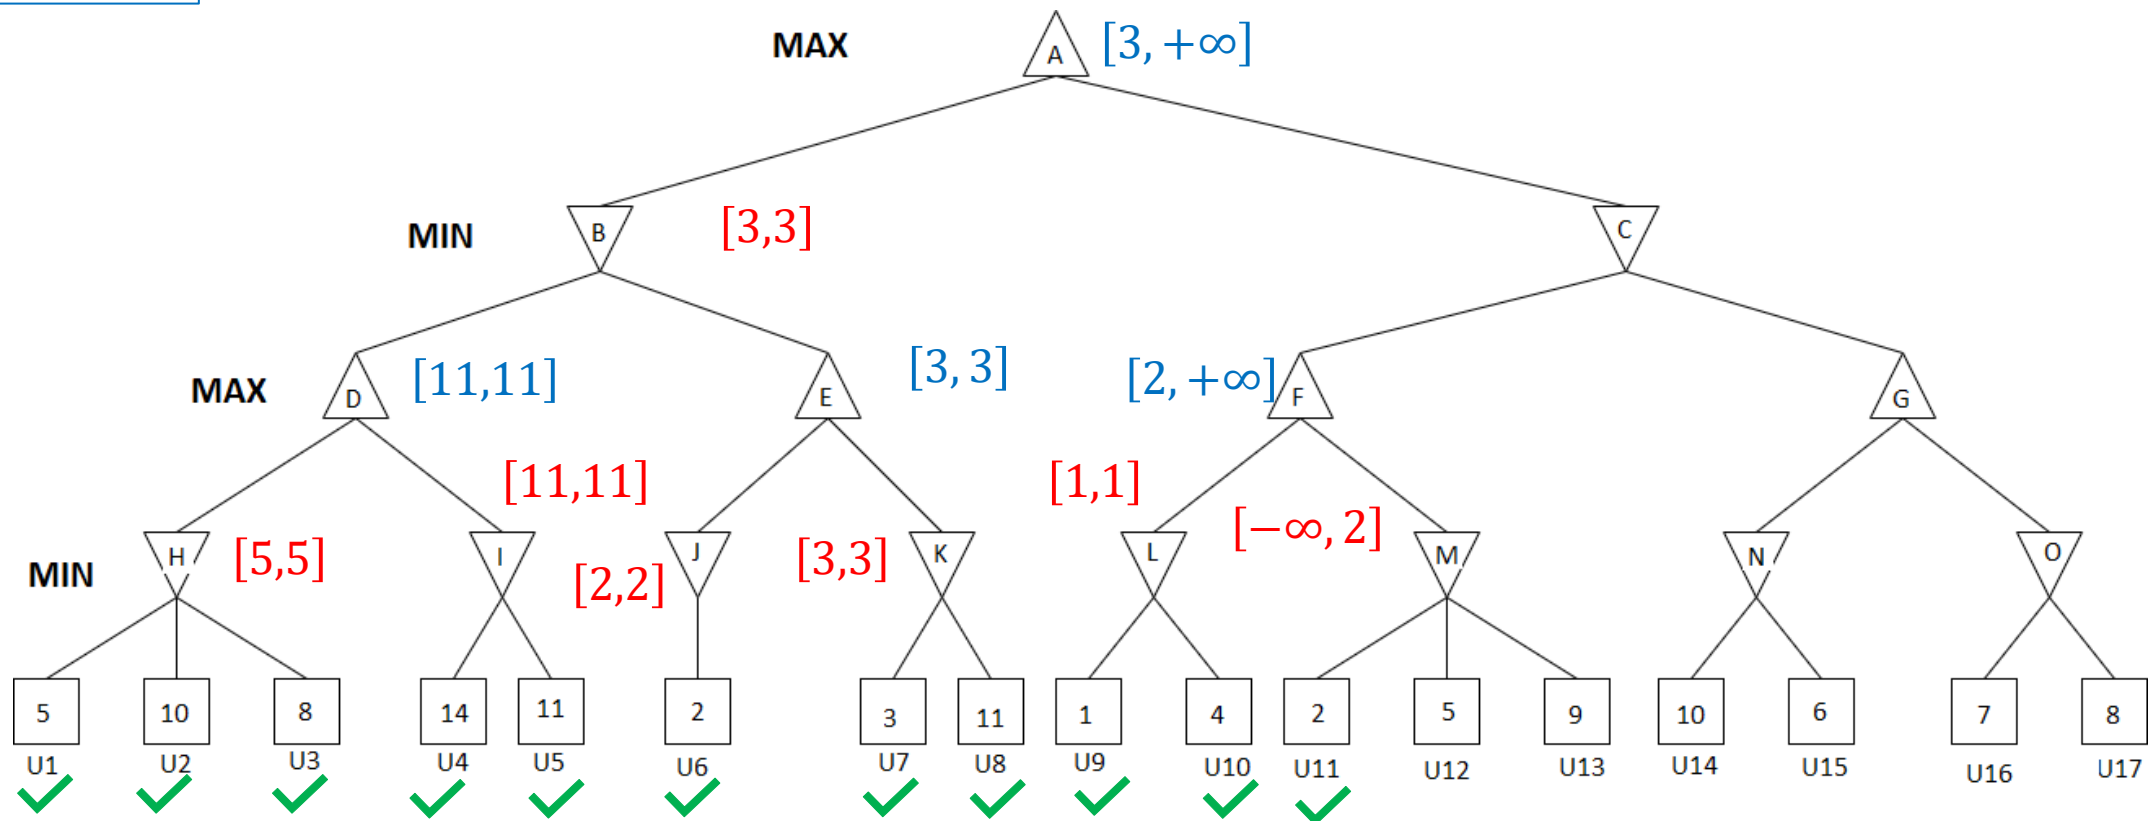 MAX A [3, +∞]
MIN B [3,3] C
MAX D [11,11] E [3, 3] [2, +∞] F G
[11,11] [1,1]
MIN H [5,5] I [2,2] J [3,3] K L [−∞, 2] M N O
5 10 8 14 11 2 3 11 1 4 2 5 9 10 6 7 8
U1 U2 U3 U4 U5 U6 U7 U8 U9 U10 U11 U12 U13 U14 U15 U16 U17